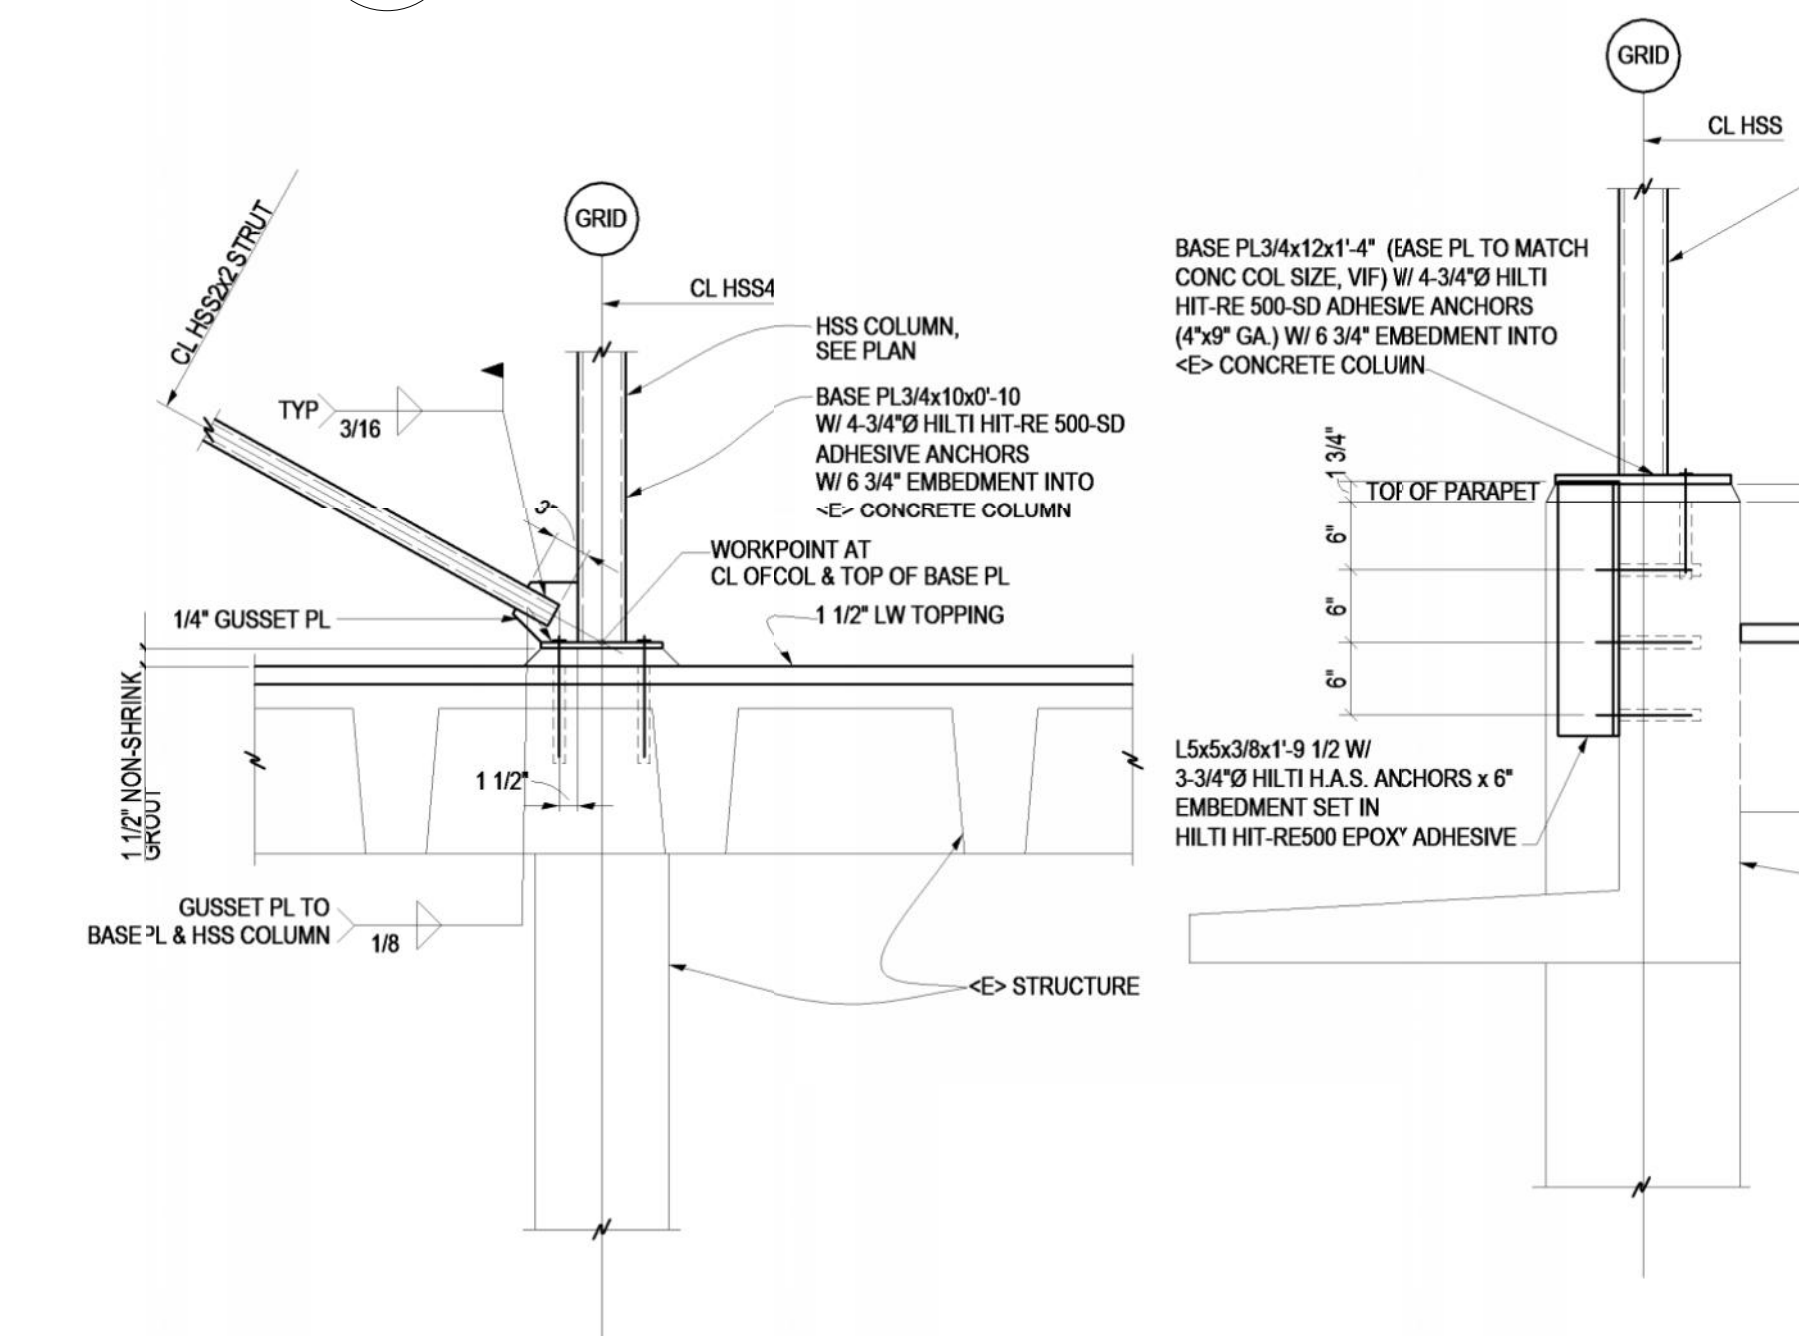 GRID
CL HSS
GRID
CL HSS2x2 STRUT
CL HSS4
HSS COLUMN,
SEE PLAN
TYP
3/16
BASE PL3/4x10x0'-10
W/ 4-3/4"Ø HILTI HIT-RE 500-SD
ADHESIVE ANCHORS
W/ 6 3/4" EMBEDMENT INTO
<E> CONCRETE COLUMN
3"
WORKPOINT AT
CL OF COL & TOP OF BASE PL
1/4" GUSSET PL
1 1/2" LW TOPPING
1 1/2" NON-SHRINK
GROUT
1 1/2"
GUSSET PL TO
BASE PL & HSS COLUMN
1/8
<E> STRUCTURE
BASE PL3/4x12x1'-4" (BASE PL TO MATCH
CONC COL SIZE, VIF) W/ 4-3/4"Ø HILTI
HIT-RE 500-SD ADHESIVE ANCHORS
(4"x9" GA.) W/ 6 3/4" EMBEDMENT INTO
<E> CONCRETE COLUMN
1 3/4"
TOP OF PARAPET
6"
6"
6"
L5x5x3/8x1'-9 1/2 W/
3-3/4"Ø HILTI H.A.S. ANCHORS x 6"
EMBEDMENT SET IN
HILTI HIT-RE500 EPOXY ADHESIVE